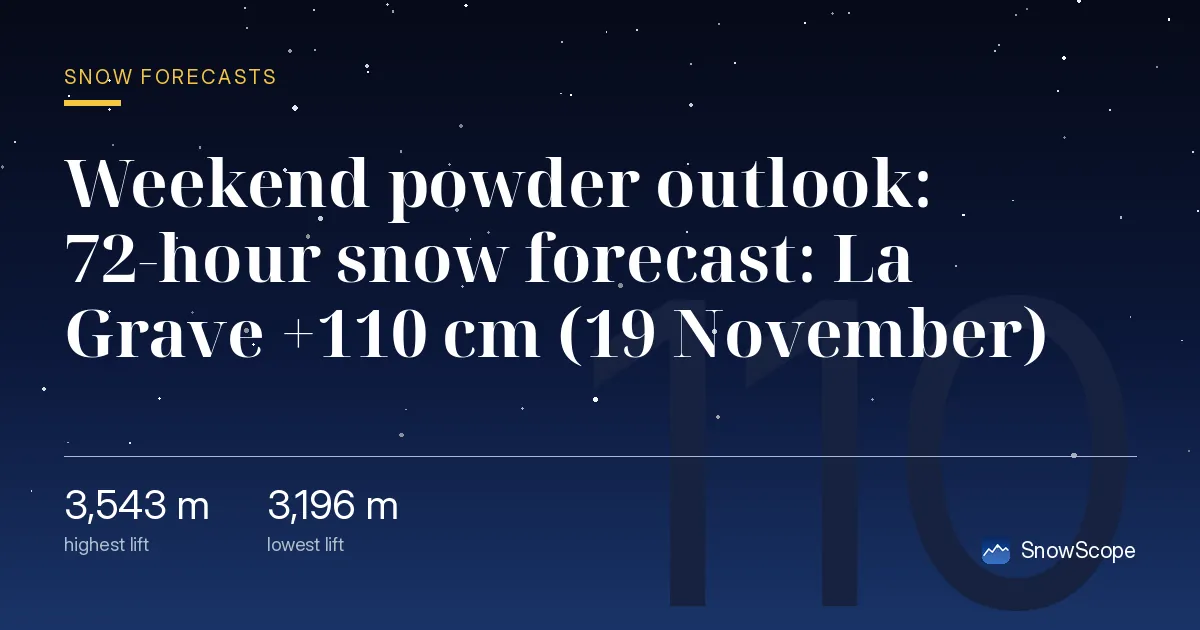 SNOW FORECASTS
Weekend powder outlook:
72-hour snow forecast: La
Grave +110 cm (19 November)
110
3,543 m
3,196 m
highest lift
lowest lift
SnowScope